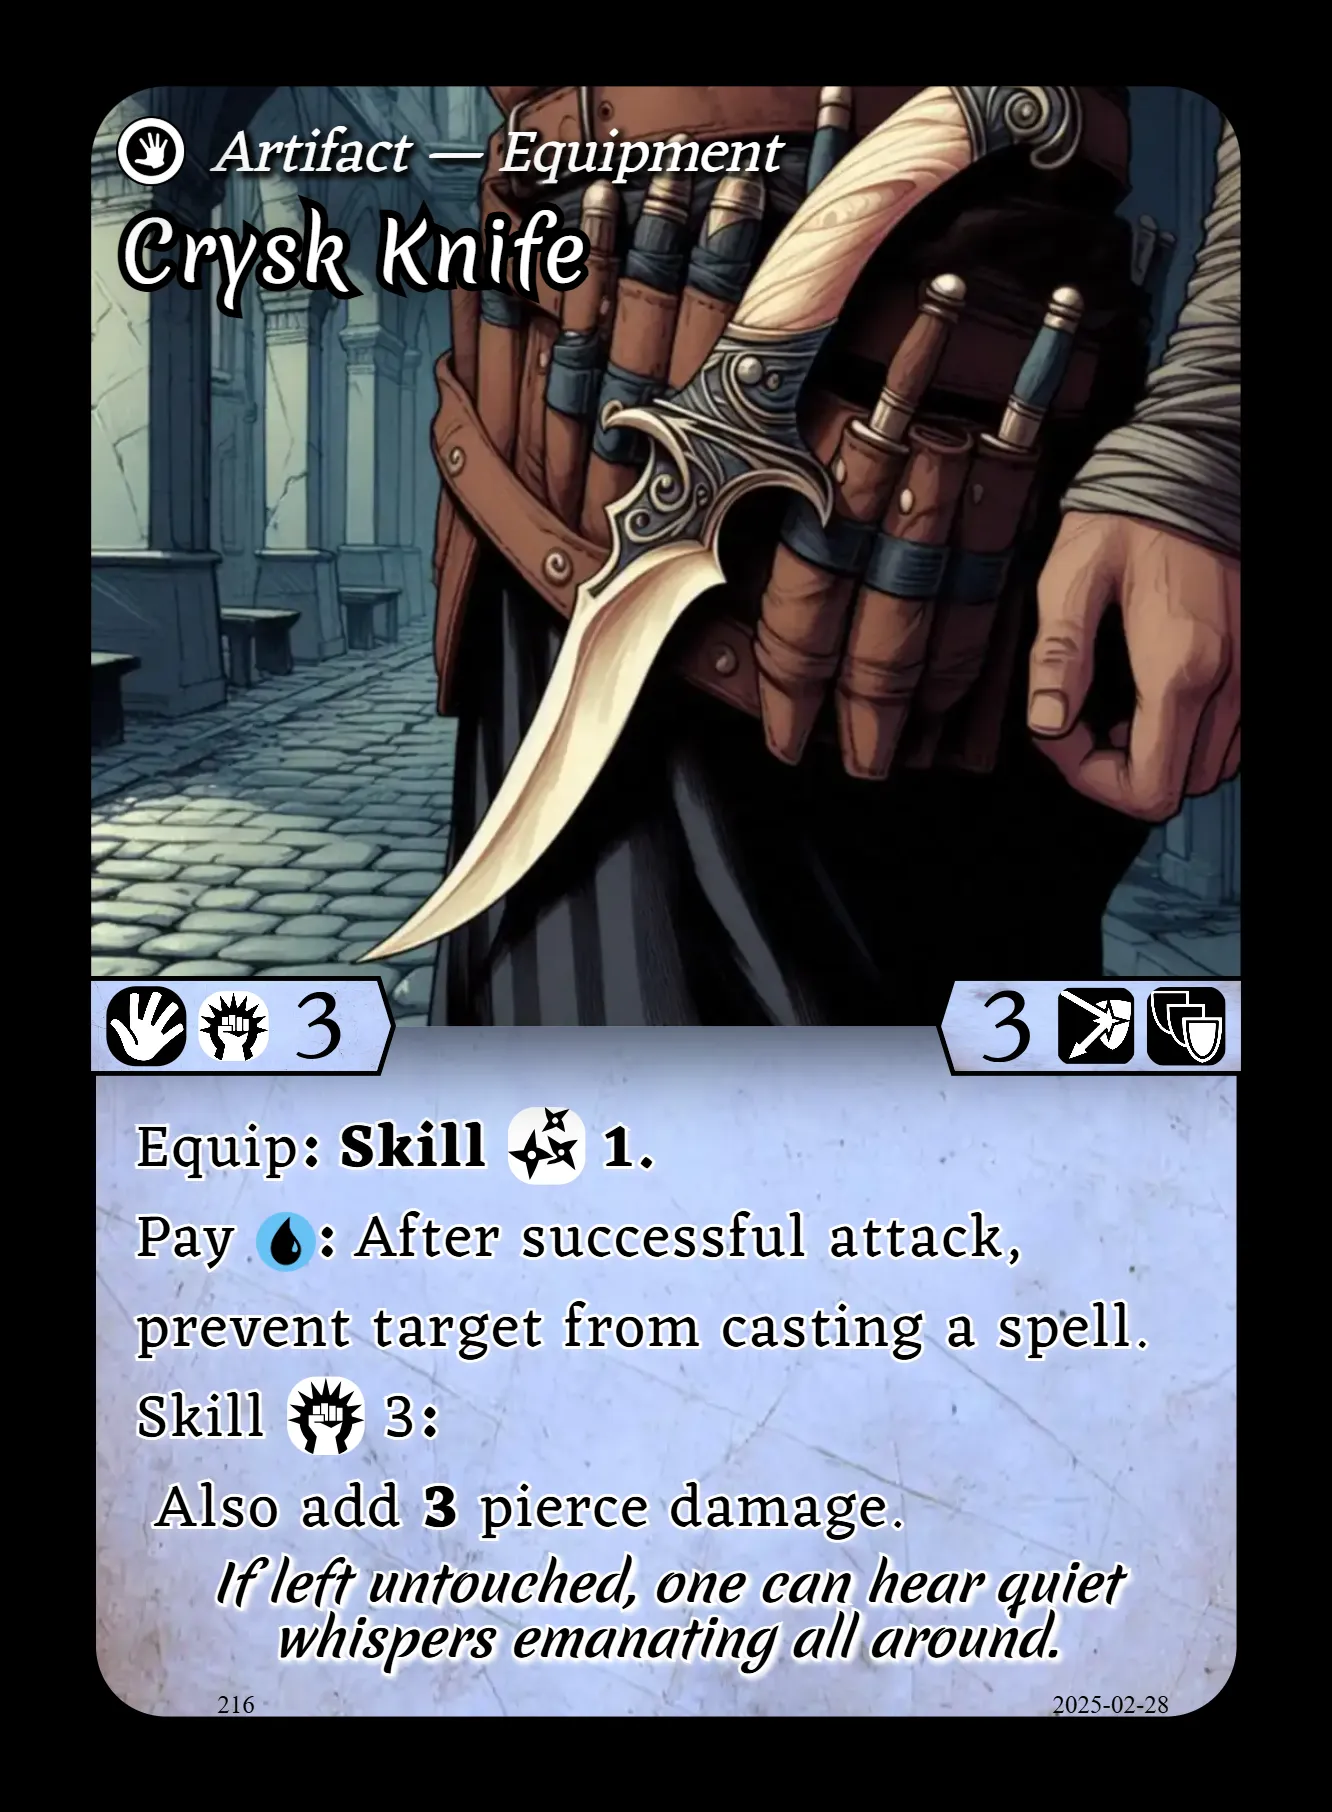 Artifact — Equipment
Crysk Knife
3
3
Equip: Skill 1.
Pay : After successful attack,
prevent target from casting a spell.
Skill 3:
Also add 3 pierce damage.
If left untouched, one can hear quiet
whispers emanating all around.
216
2025-02-28